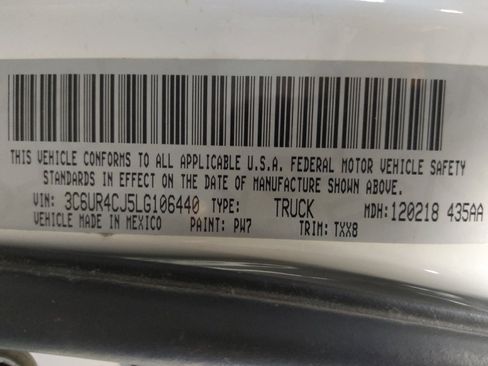 THIS VEHICLE CONFORMS TO ALL APPLICABLE U.S.A. FEDERAL MOTOR VEHICLE SAFETY
STANDARDS IN EFFECT ON THE DATE OF MANUFACTURE SHOWN ABOVE.
VIN: 3C6UR4CJ5LG106440 TYPE: TRUCK MDH: 120218 435AA
VEHICLE MADE IN MEXICO PAINT: PW7 TRIM: TXX8